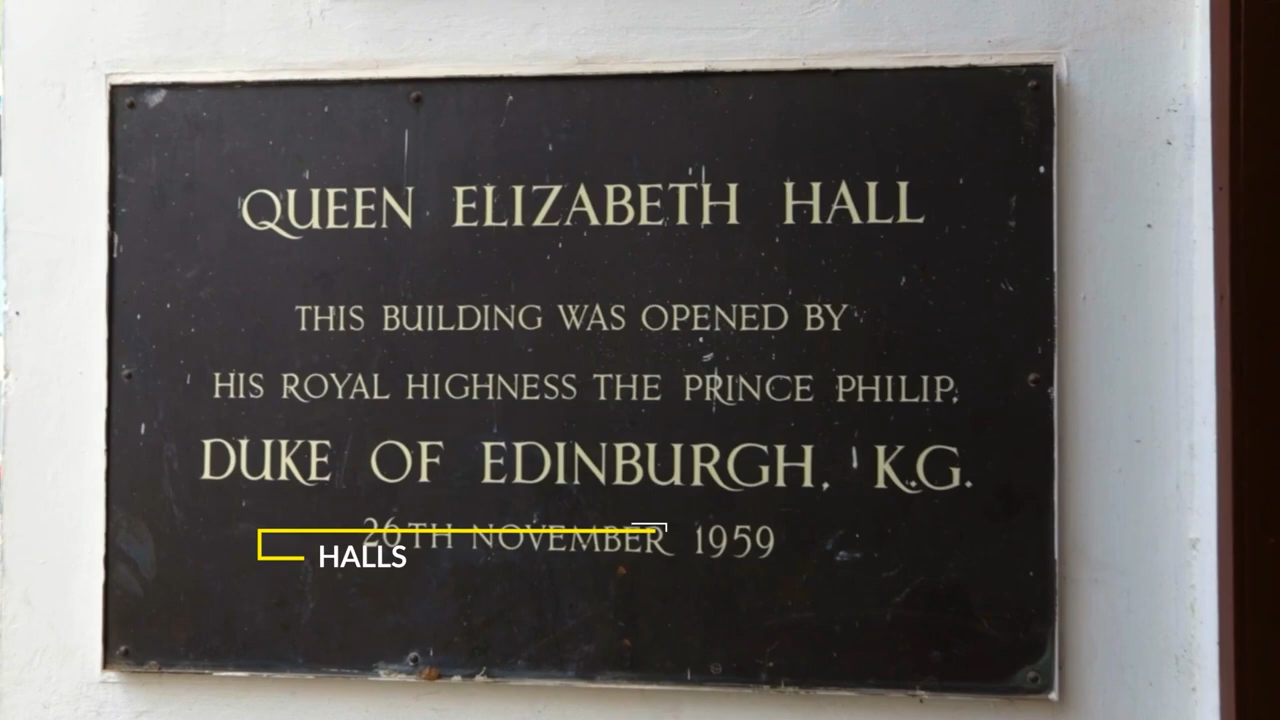 QUEEN ELIZABETH HALL
THIS BUILDING WAS OPENED BY
HIS ROYAL HIGHNESS THE PRINCE PHILIP,
DUKE OF EDINBURGH, K.G.
26TH NOVEMBER 1959
HALLS